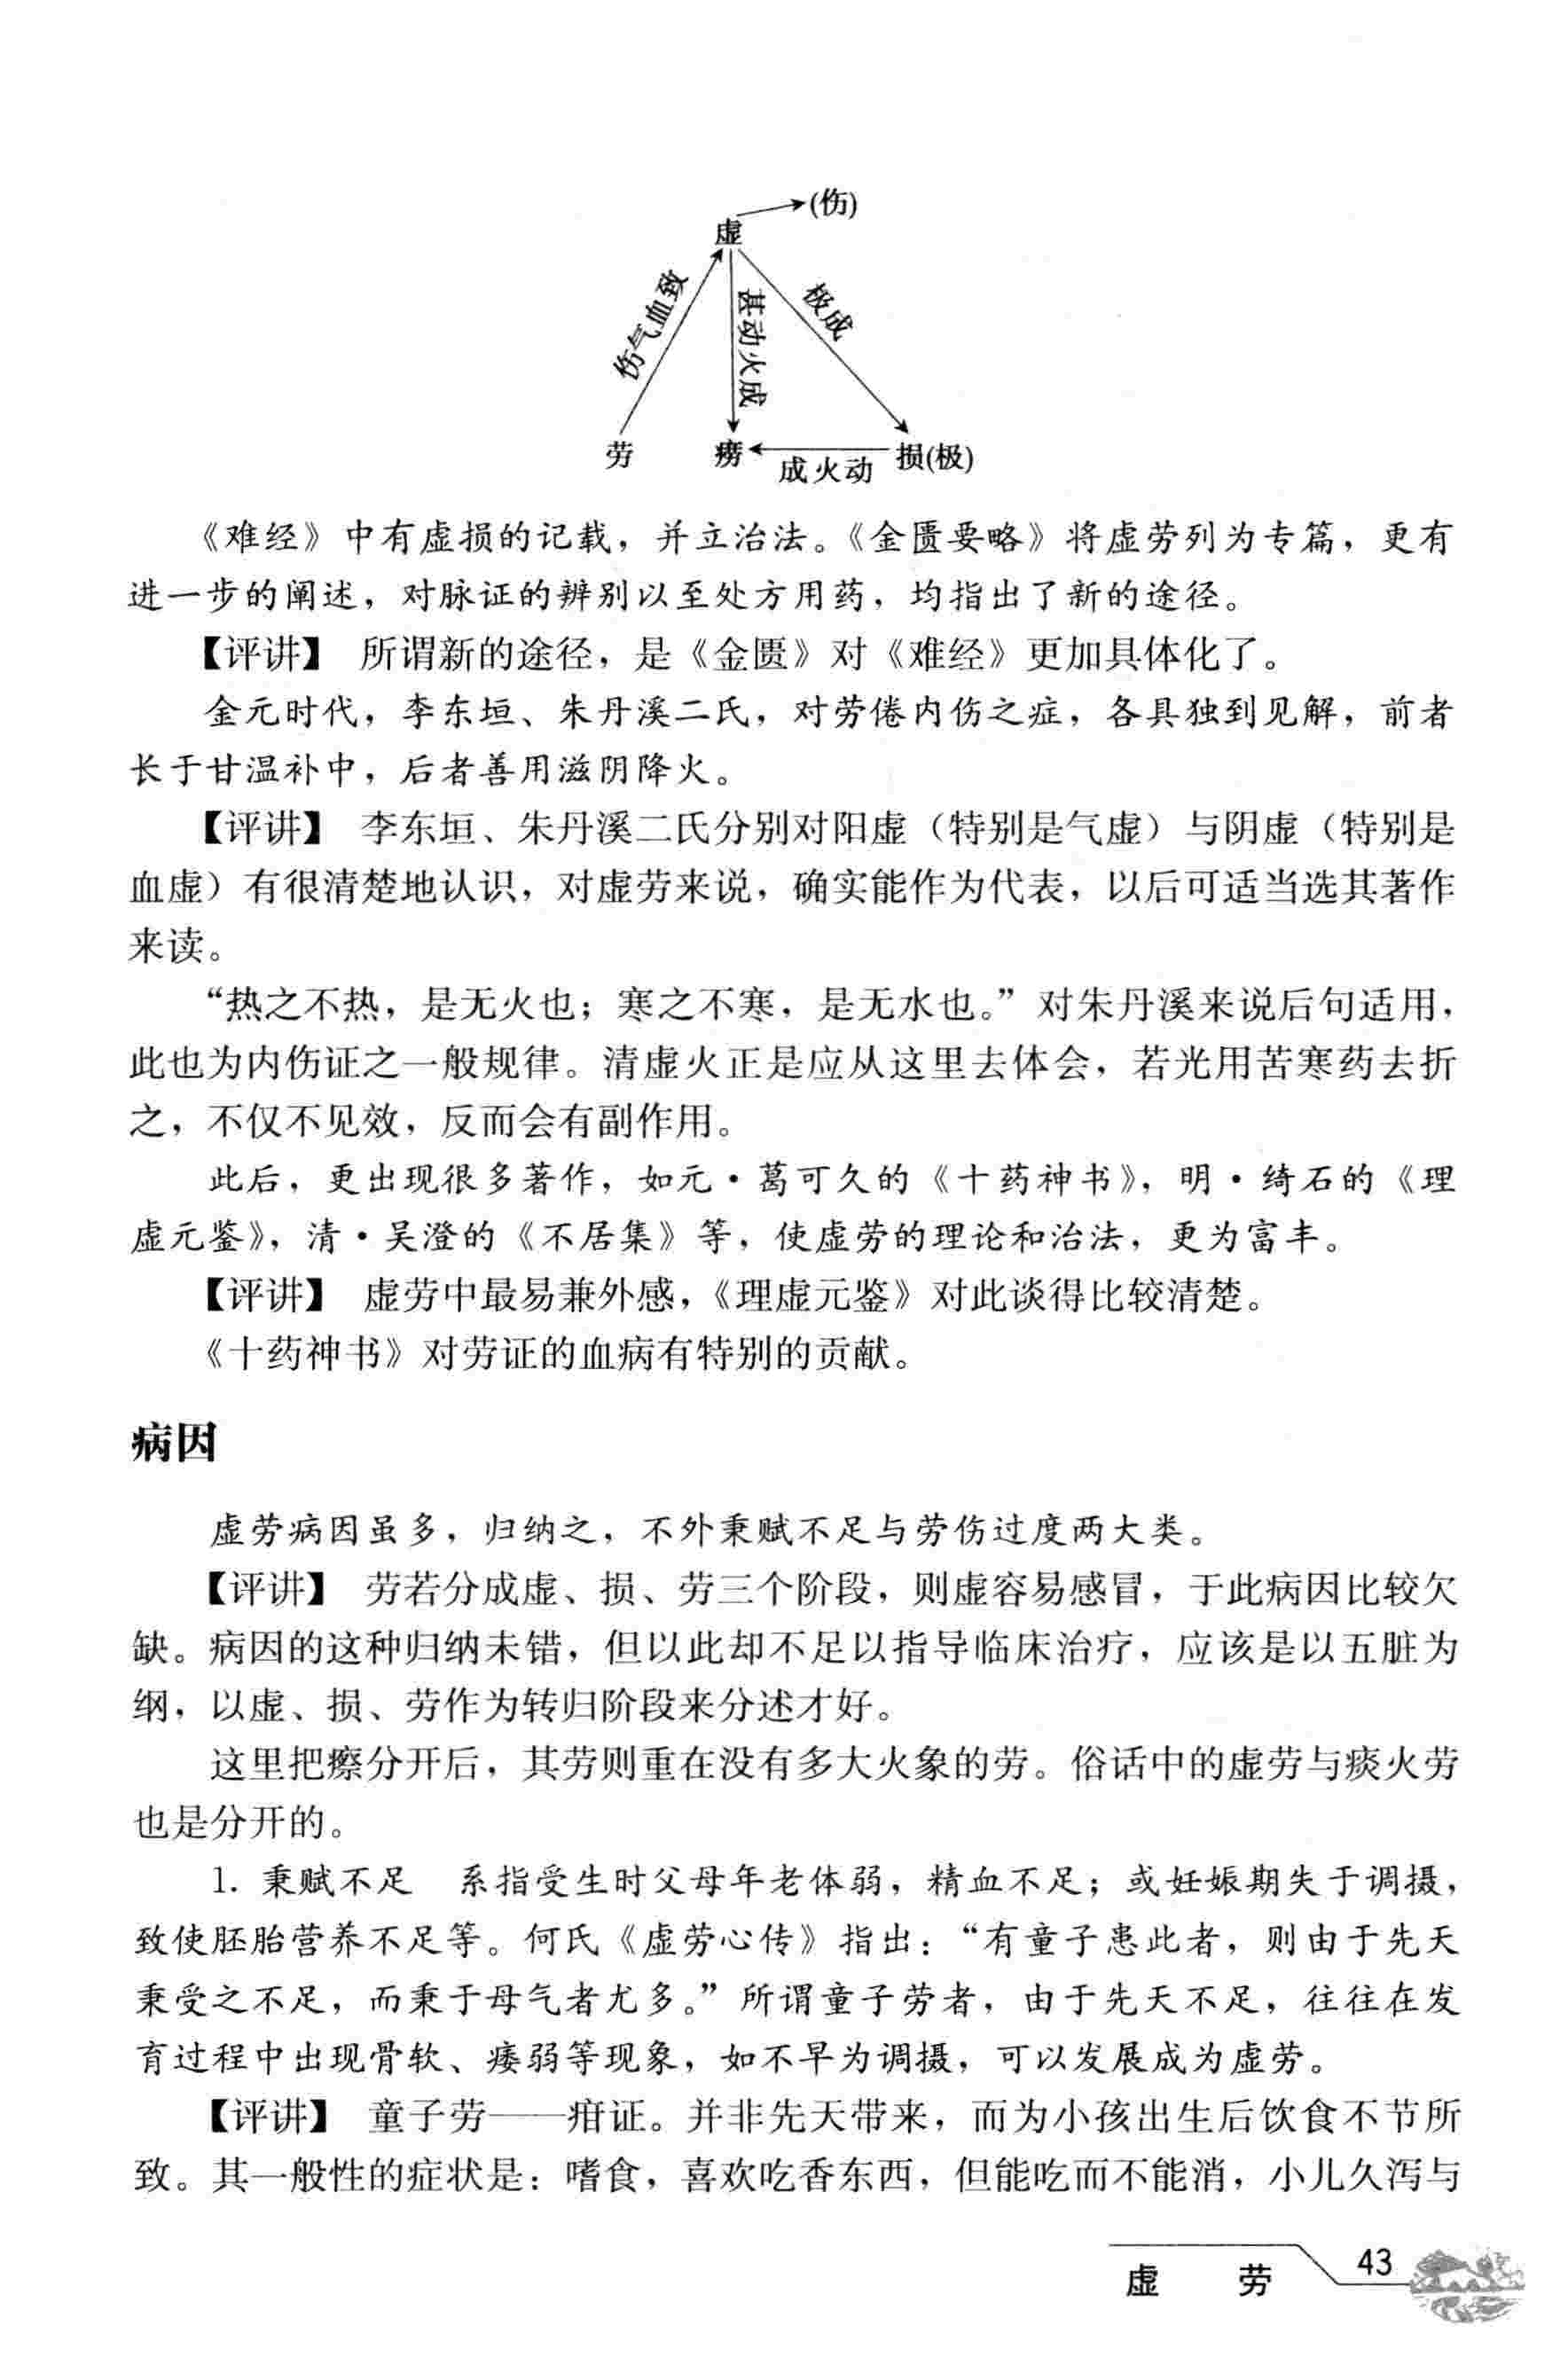 (伤)
虚
伤气血致
甚动火成
极成
劳
痨
成火动
损(极)
《难经》中有虚损的记载，并立治法。《金匮要略》将虚劳列为专篇，更有
进一步的阐述，对脉证的辨别以至处方用药，均指出了新的途径。
【评讲】 所谓新的途径，是《金匮》对《难经》更加具体化了。
金元时代，李东垣、朱丹溪二氏，对劳倦内伤之症，各具独到见解，前者
长于甘温补中，后者善用滋阴降火。
【评讲】 李东垣、朱丹溪二氏分别对阳虚（特别是气虚）与阴虚（特别是
血虚）有很清楚地认识，对虚劳来说，确实能作为代表，以后可适当选其著作
来读。
“热之不热，是无火也；寒之不寒，是无水也。”对朱丹溪来说后句适用，
此也为内伤证之一般规律。清虚火正是应从这里去体会，若光用苦寒药去折
之，不仅不见效，反而会有副作用。
此后，更出现很多著作，如元·葛可久的《十药神书》，明·绮石的《理
虚元鉴》，清·吴澄的《不居集》等，使虚劳的理论和治法，更为富丰。
【评讲】 虚劳中最易兼外感，《理虚元鉴》对此谈得比较清楚。
《十药神书》对劳证的血病有特别的贡献。
病因
虚劳病因虽多，归纳之，不外秉赋不足与劳伤过度两大类。
【评讲】 劳若分成虚、损、劳三个阶段，则虚容易感冒，于此病因比较欠
缺。病因的这种归纳未错，但以此却不足以指导临床治疗，应该是以五脏为
纲，以虚、损、劳作为转归阶段来分述才好。
这里把瘵分开后，其劳则重在没有多大火象的劳。俗话中的虚劳与痰火劳
也是分开的。
1. 秉赋不足 系指受生时父母年老体弱，精血不足；或妊娠期失于调摄，
致使胚胎营养不足等。何氏《虚劳心传》指出：“有童子患此者，则由于先天
秉受之不足，而秉于母气者尤多。”所谓童子劳者，由于先天不足，往往在发
育过程中出现骨软、痿弱等现象，如不早为调摄，可以发展成为虚劳。
【评讲】 童子劳——疳证。并非先天带来，而为小孩出生后饮食不节所
致。其一般性的症状是：嗜食，喜欢吃香东西，但能吃而不能消，小儿久泻与
虚 劳 43